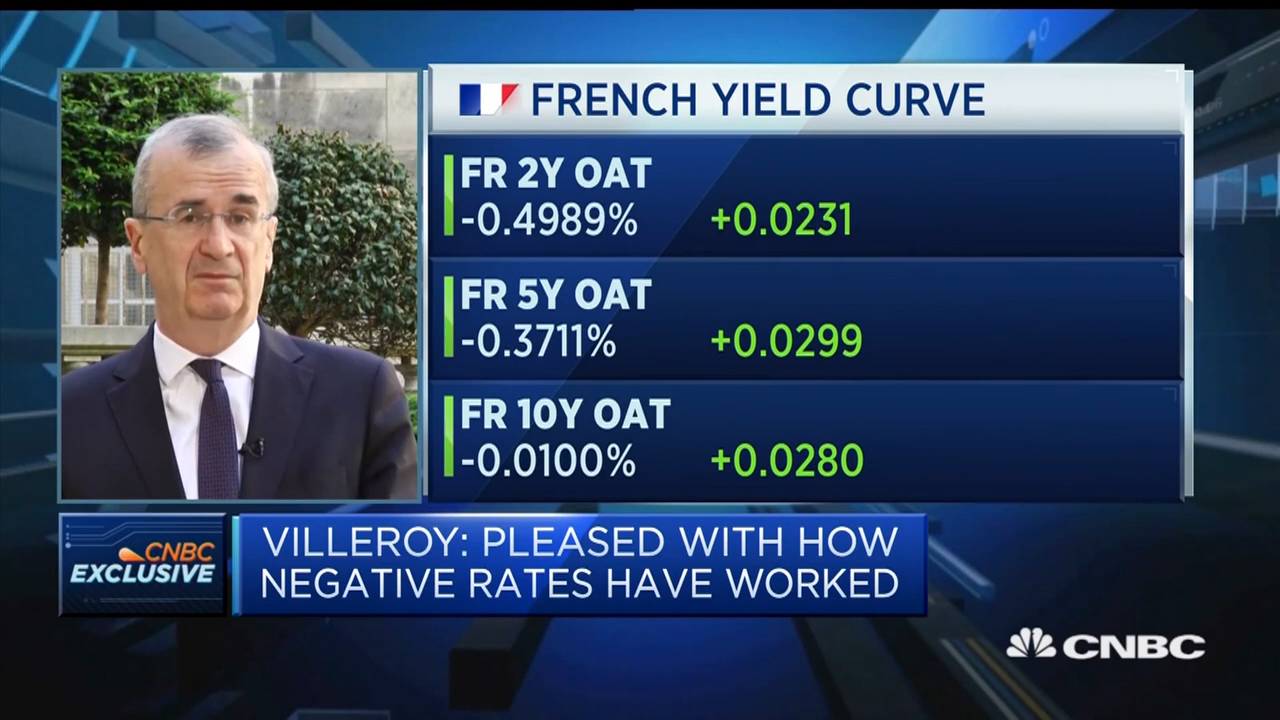 FRENCH YIELD CURVE
FR 2Y OAT
-0.4989% +0.0231
FR 5Y OAT
-0.3711% +0.0299
FR 10Y OAT
-0.0100% +0.0280
CNBC
EXCLUSIVE
VILLEROY: PLEASED WITH HOW
NEGATIVE RATES HAVE WORKED
CNBC